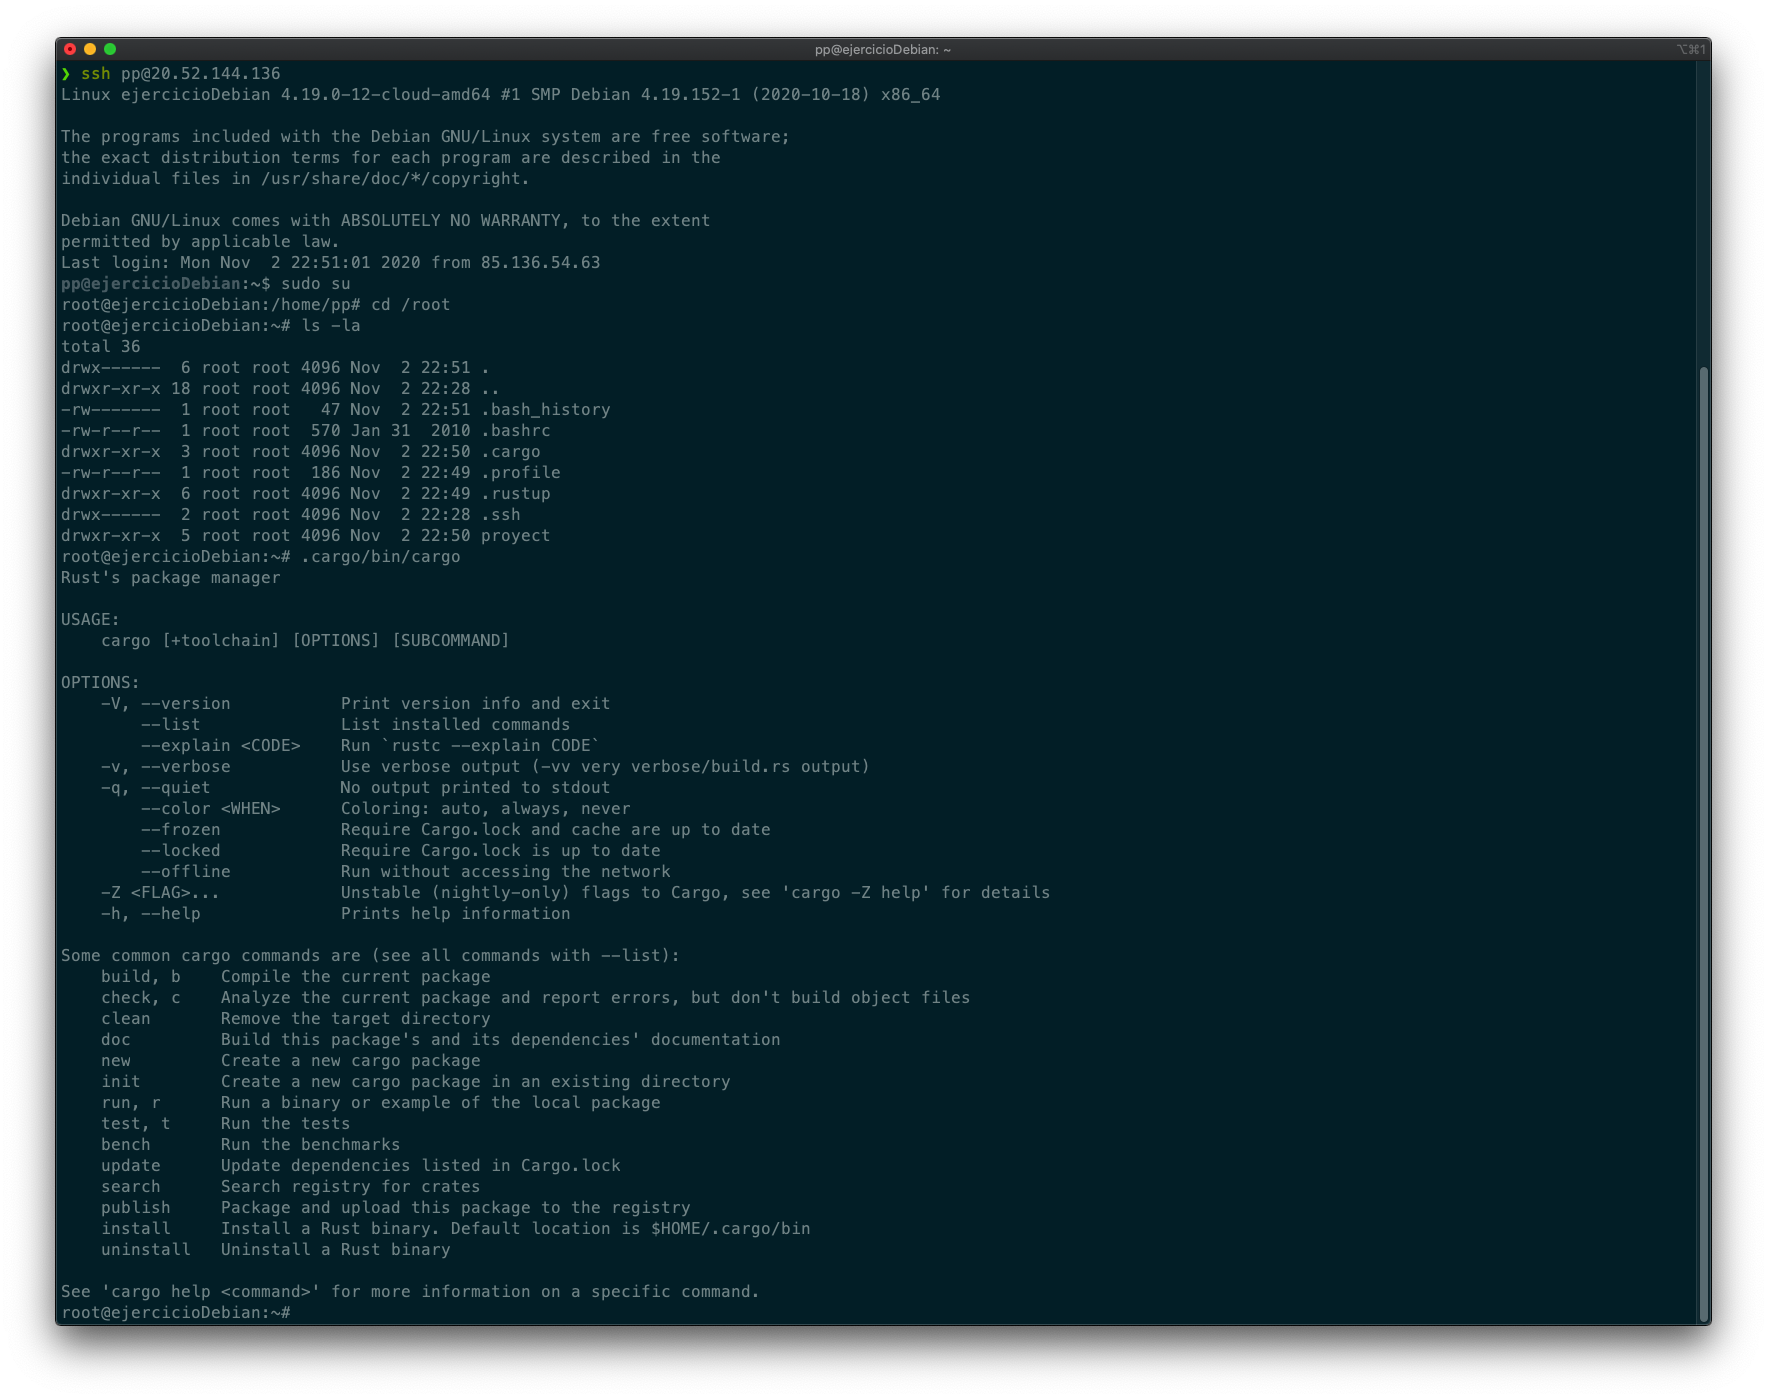 pp@ejercicioDebian: ~
⌥⌘1
❯ ssh pp@20.52.144.136
Linux ejercicioDebian 4.19.0-12-cloud-amd64 #1 SMP Debian 4.19.152-1 (2020-10-18) x86_64

The programs included with the Debian GNU/Linux system are free software;
the exact distribution terms for each program are described in the
individual files in /usr/share/doc/*/copyright.

Debian GNU/Linux comes with ABSOLUTELY NO WARRANTY, to the extent
permitted by applicable law.
Last login: Mon Nov  2 22:51:01 2020 from 85.136.54.63
pp@ejercicioDebian:~$ sudo su
root@ejercicioDebian:/home/pp# cd /root
root@ejercicioDebian:~# ls -la
total 36
drwx------  6 root root 4096 Nov  2 22:51 .
drwxr-xr-x 18 root root 4096 Nov  2 22:28 ..
-rw-------  1 root root   47 Nov  2 22:51 .bash_history
-rw-r--r--  1 root root  570 Jan 31  2010 .bashrc
drwxr-xr-x  3 root root 4096 Nov  2 22:50 .cargo
-rw-r--r--  1 root root  186 Nov  2 22:49 .profile
drwxr-xr-x  6 root root 4096 Nov  2 22:49 .rustup
drwx------  2 root root 4096 Nov  2 22:28 .ssh
drwxr-xr-x  5 root root 4096 Nov  2 22:50 proyect
root@ejercicioDebian:~# .cargo/bin/cargo
Rust's package manager

USAGE:
    cargo [+toolchain] [OPTIONS] [SUBCOMMAND]

OPTIONS:
    -V, --version           Print version info and exit
        --list              List installed commands
        --explain <CODE>    Run `rustc --explain CODE`
    -v, --verbose           Use verbose output (-vv very verbose/build.rs output)
    -q, --quiet             No output printed to stdout
        --color <WHEN>      Coloring: auto, always, never
        --frozen            Require Cargo.lock and cache are up to date
        --locked            Require Cargo.lock is up to date
        --offline           Run without accessing the network
    -Z <FLAG>...            Unstable (nightly-only) flags to Cargo, see 'cargo -Z help' for details
    -h, --help              Prints help information

Some common cargo commands are (see all commands with --list):
    build, b    Compile the current package
    check, c    Analyze the current package and report errors, but don't build object files
    clean       Remove the target directory
    doc         Build this package's and its dependencies' documentation
    new         Create a new cargo package
    init        Create a new cargo package in an existing directory
    run, r      Run a binary or example of the local package
    test, t     Run the tests
    bench       Run the benchmarks
    update      Update dependencies listed in Cargo.lock
    search      Search registry for crates
    publish     Package and upload this package to the registry
    install     Install a Rust binary. Default location is $HOME/.cargo/bin
    uninstall   Uninstall a Rust binary

See 'cargo help <command>' for more information on a specific command.
root@ejercicioDebian:~#